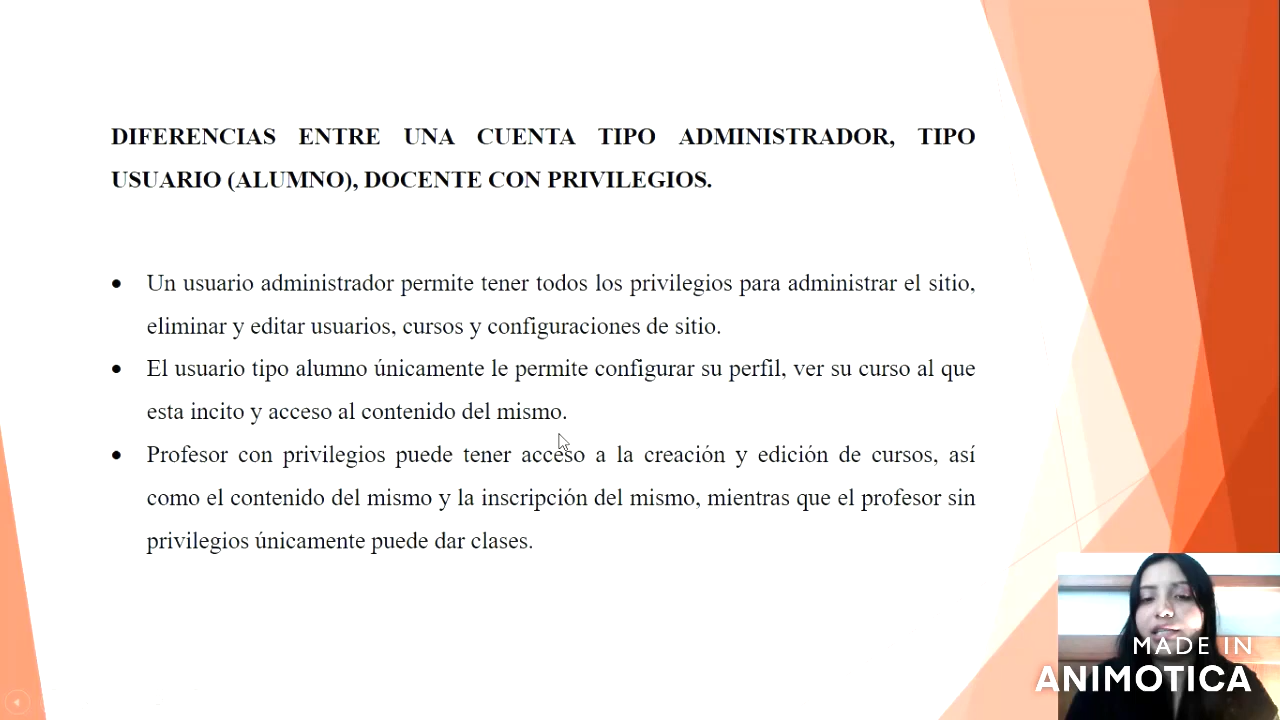 DIFERENCIAS ENTRE UNA CUENTA TIPO ADMINISTRADOR, TIPO
USUARIO (ALUMNO), DOCENTE CON PRIVILEGIOS.
• Un usuario administrador permite tener todos los privilegios para administrar el sitio,
eliminar y editar usuarios, cursos y configuraciones de sitio.
• El usuario tipo alumno únicamente le permite configurar su perfil, ver su curso al que
esta incito y acceso al contenido del mismo.
• Profesor con privilegios puede tener acceso a la creación y edición de cursos, así
como el contenido del mismo y la inscripción del mismo, mientras que el profesor sin
privilegios únicamente puede dar clases.
MADE IN
ANIMOTICA